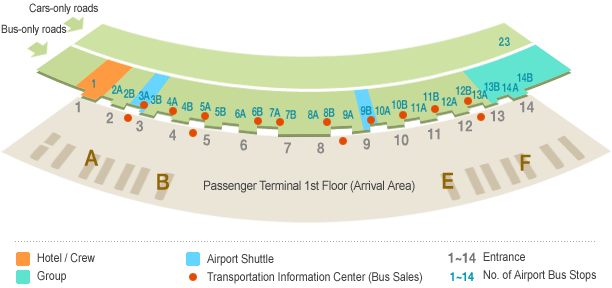 Cars-only roads
Bus-only roads
23
1 2A 2B 3A 3B 4A 4B 5A 5B 6A 6B 7A 7B 8A 8B 9A 9B 10A 10B 11A 11B 12A 12B 13A 13B 14A 14B
1 2 3 4 5 6 7 8 9 10 11 12 13 14
A B E F
Passenger Terminal 1st Floor (Arrival Area)
Hotel / Crew Airport Shuttle 1~14 Entrance
Group Transportation Information Center (Bus Sales) 1~14 No. of Airport Bus Stops